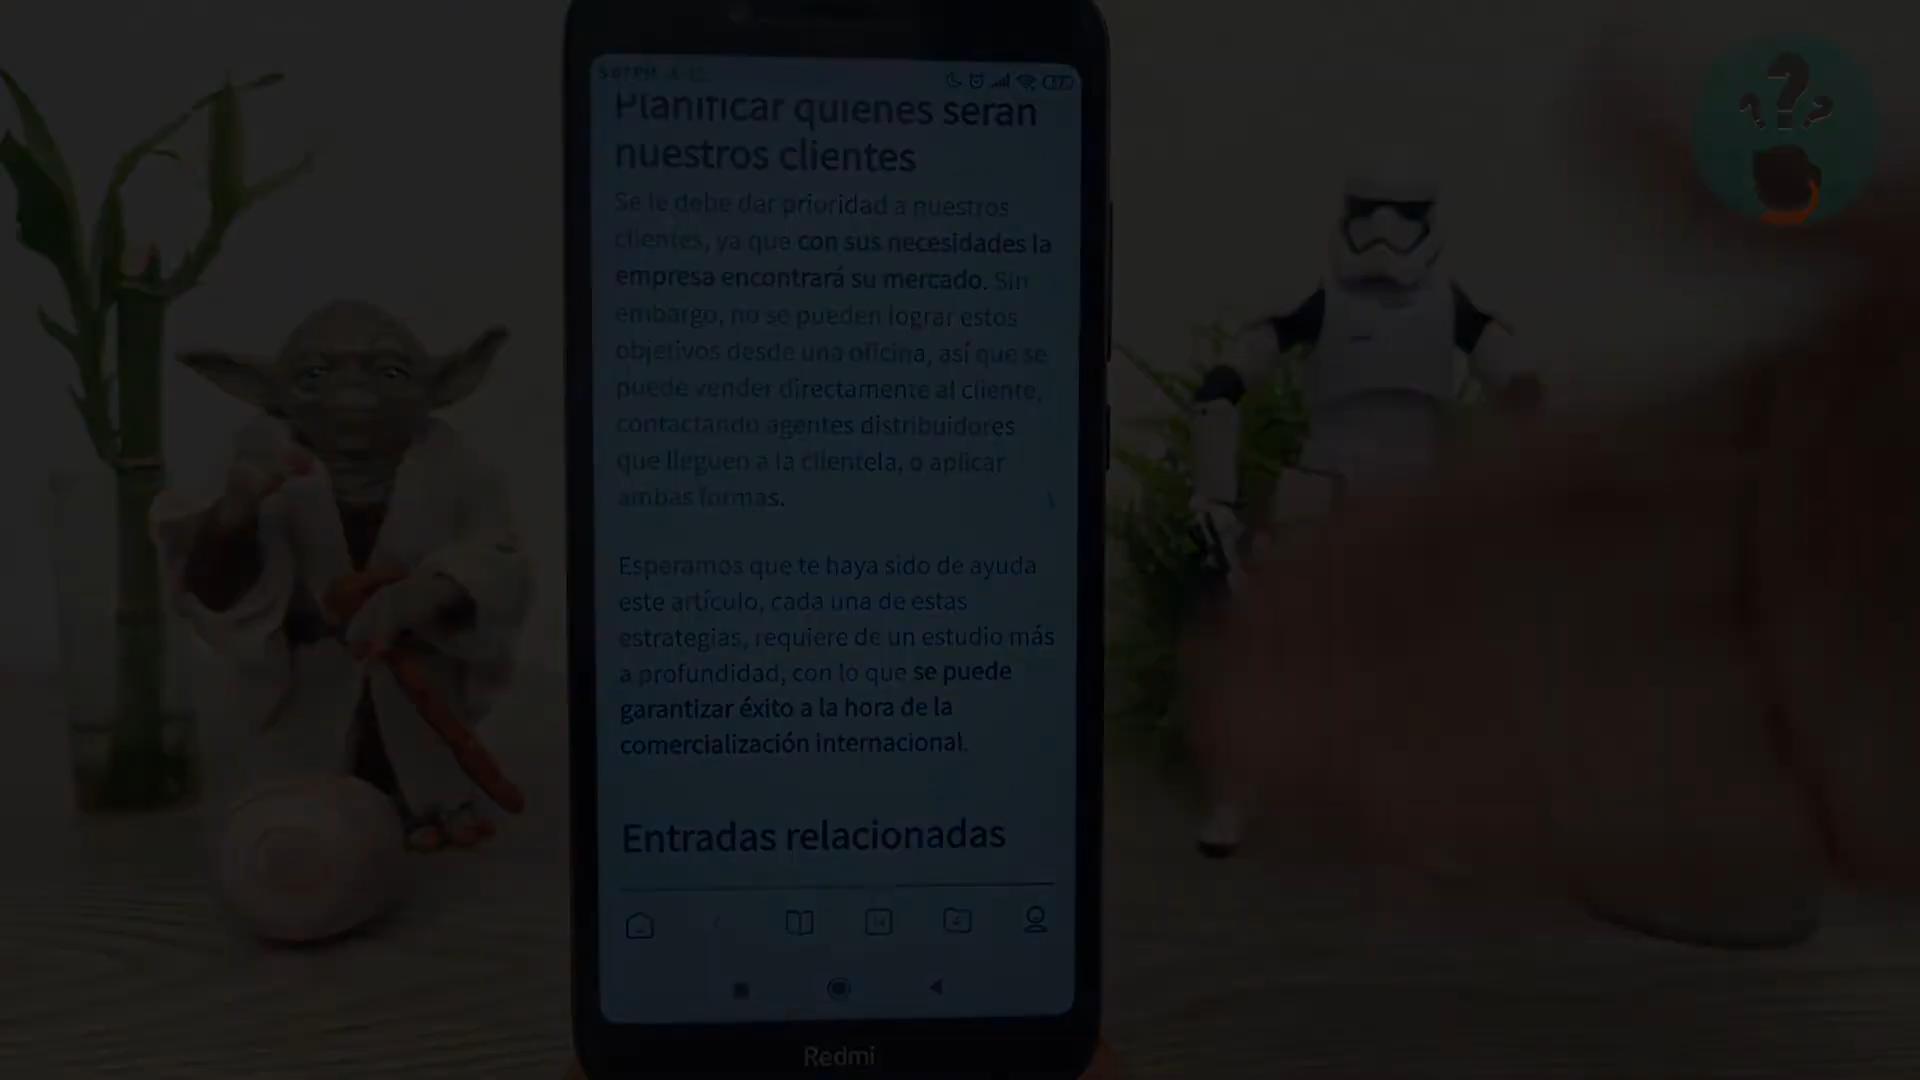 5:07 PM
Planificar quienes seran
nuestros clientes
Se le debe dar prioridad a nuestros
clientes, ya que con sus necesidades la
empresa encontrará su mercado. Sin
embargo, no se pueden lograr estos
objetivos desde una oficina, así que se
puede vender directamente al cliente,
contactando agentes distribuidores
que lleguen a la clientela, o aplicar
ambas formas.
Esperamos que te haya sido de ayuda
este artículo, cada una de estas
estrategias, requiere de un estudio más
a profundidad, con lo que se puede
garantizar éxito a la hora de la
comercialización internacional.
Entradas relacionadas
Redmi